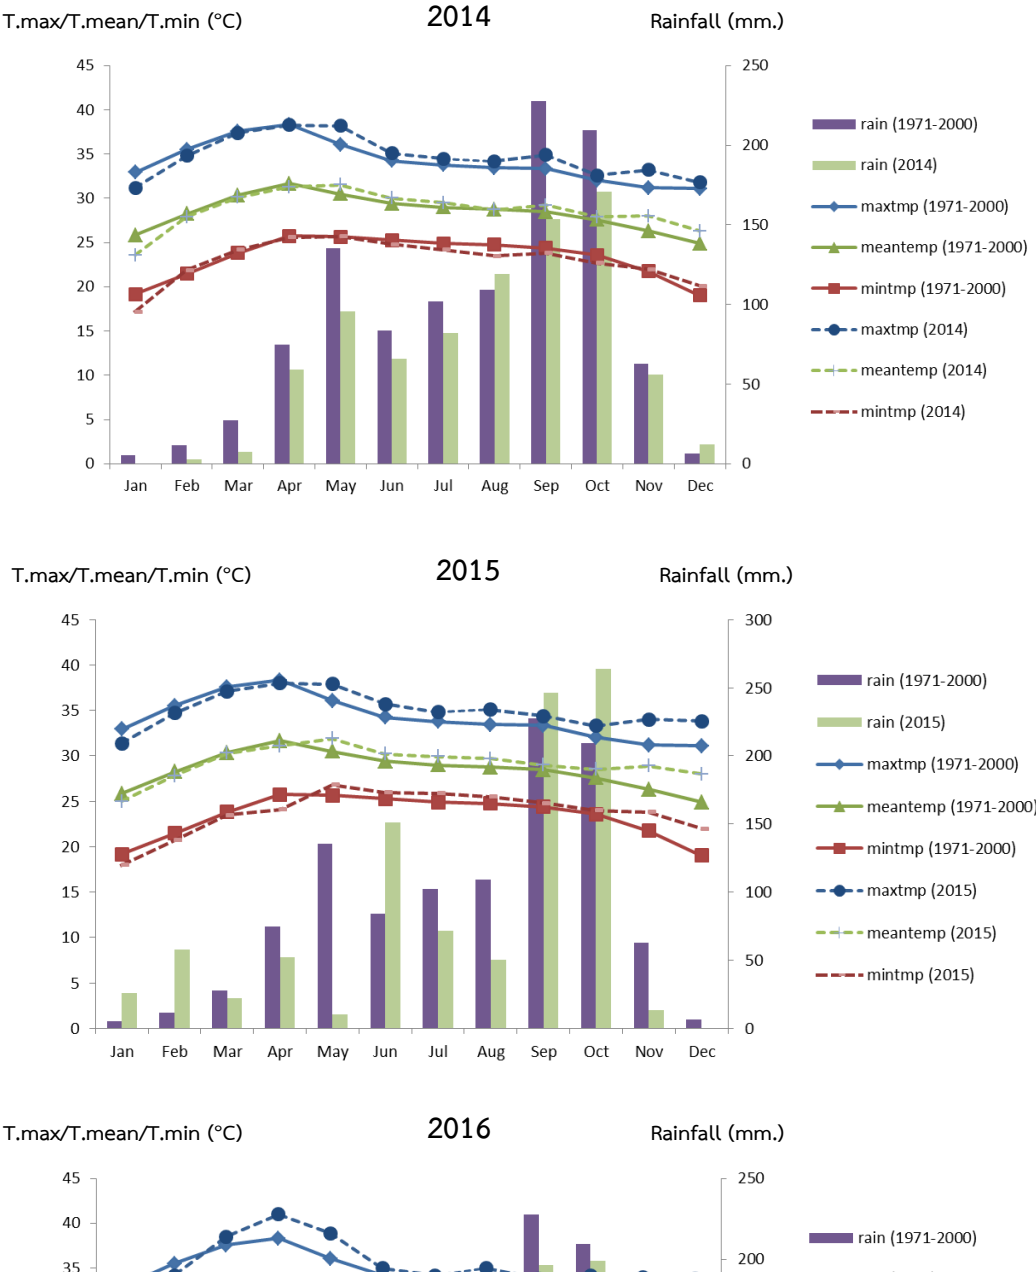 2014
T.max/T.mean/T.min (°C) Rainfall (mm.)
45 250
40
35 200
30
25 150
20 100
15
10 50
5
0 0
Jan Feb Mar Apr May Jun Jul Aug Sep Oct Nov Dec
rain (1971-2000)
rain (2014)
maxtmp (1971-2000)
meantemp (1971-2000)
mintmp (1971-2000)
maxtmp (2014)
meantemp (2014)
mintmp (2014)
2015
T.max/T.mean/T.min (°C) Rainfall (mm.)
45 300
40 250
35
30 200
25
20 150
15 100
10
5 50
0 0
Jan Feb Mar Apr May Jun Jul Aug Sep Oct Nov Dec
rain (1971-2000)
rain (2015)
maxtmp (1971-2000)
meantemp (1971-2000)
mintmp (1971-2000)
maxtmp (2015)
meantemp (2015)
mintmp (2015)
2016
T.max/T.mean/T.min (°C) Rainfall (mm.)
45 250
40
35 200
rain (1971-2000)